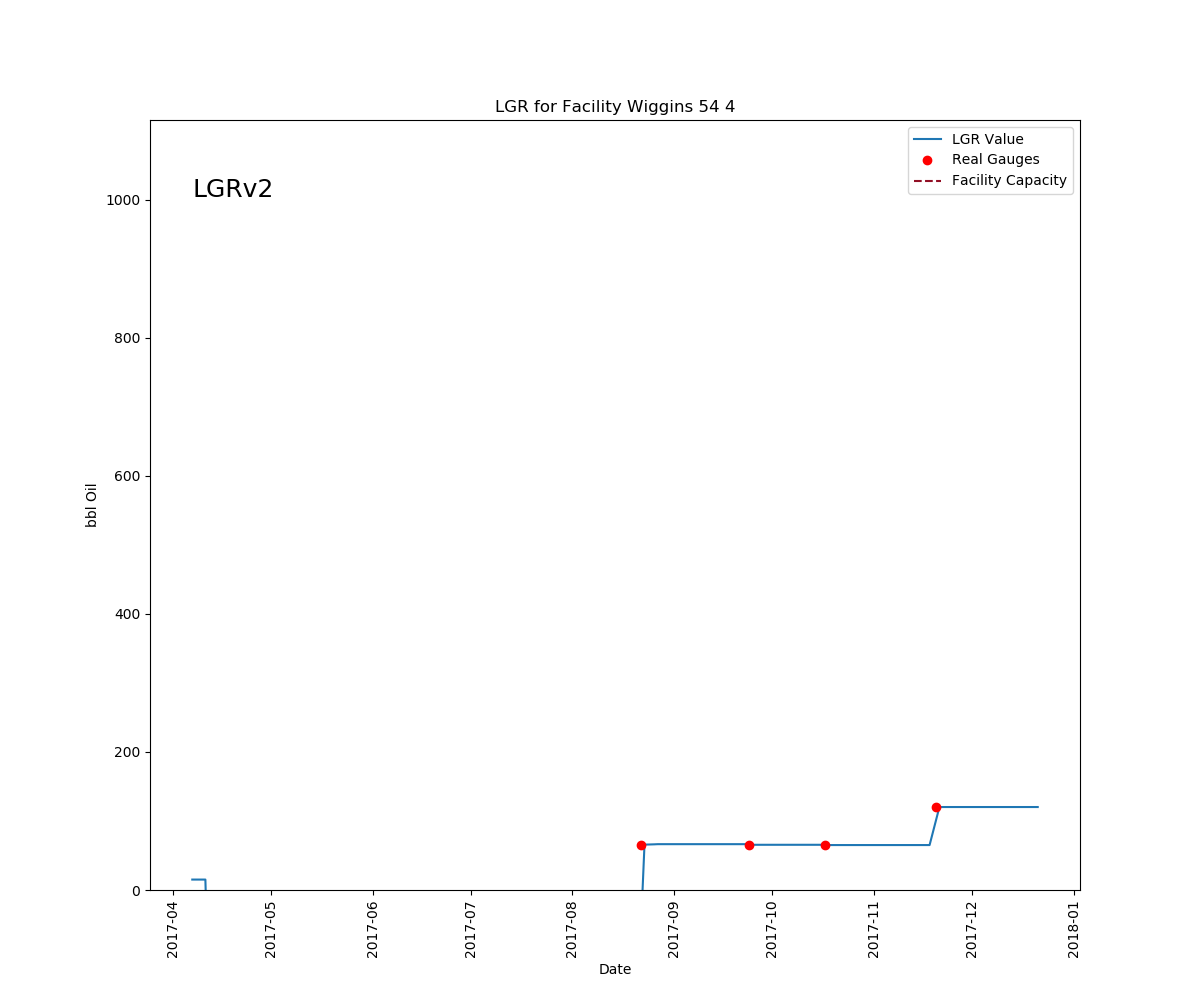 LGR for Facility Wiggins 54 4
LGR Value
Real Gauges
Facility Capacity
LGRv2
1000
800
600
400
200
0
bbl Oil
2017-04
2017-05
2017-06
2017-07
2017-08
2017-09
2017-10
2017-11
2017-12
2018-01
Date